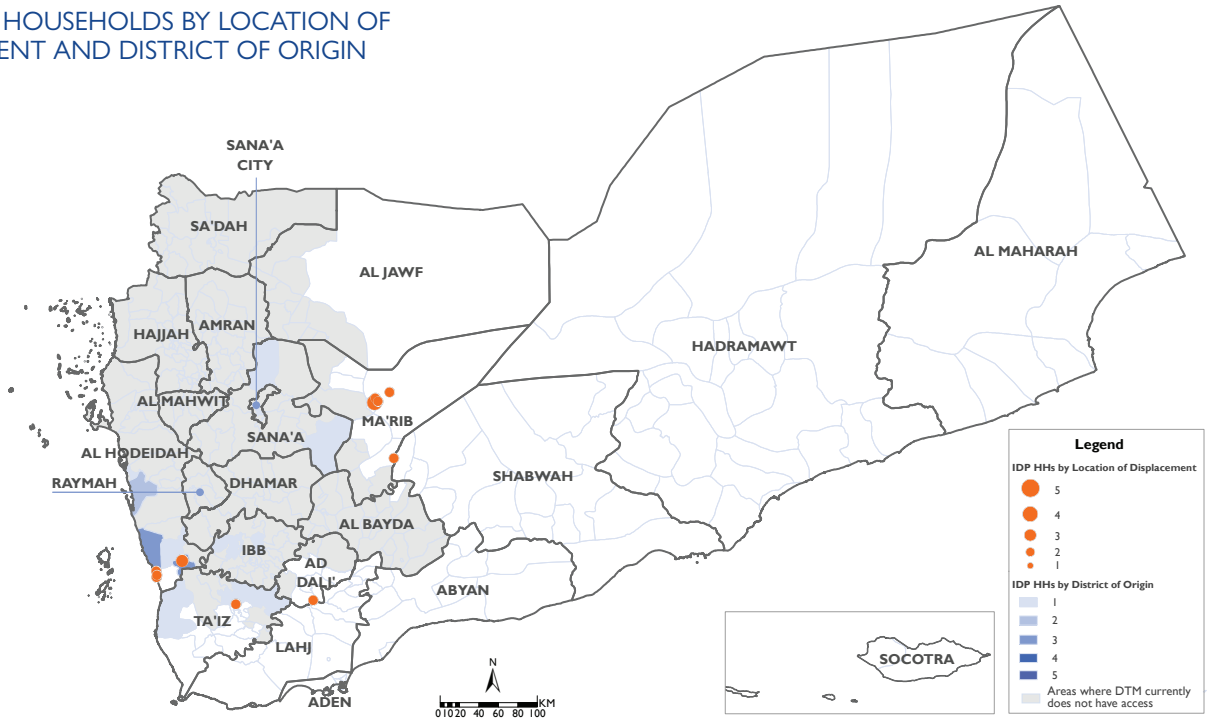 HOUSEHOLDS BY LOCATION OF
ENT AND DISTRICT OF ORIGIN
SANA'A
CITY
SA'DAH
AL JAWF
AL MAHARAH
HAJJAH
AMRAN
HADRAMAWT
AL MAHWIT
MA'RIB
SANA'A
AL HODEIDAH
RAYMAH
DHAMAR
SHABWAH
AL BAYDA
IBB
AD
DALI'
ABYAN
TA'IZ
LAHJ
ADEN
SOCOTRA
N
0 10 20 40 60 80 100 KM
Legend
IDP HHs by Location of Displacement
5
4
3
2
1
IDP HHs by District of Origin
1
2
3
4
5
Areas where DTM currently
does not have access